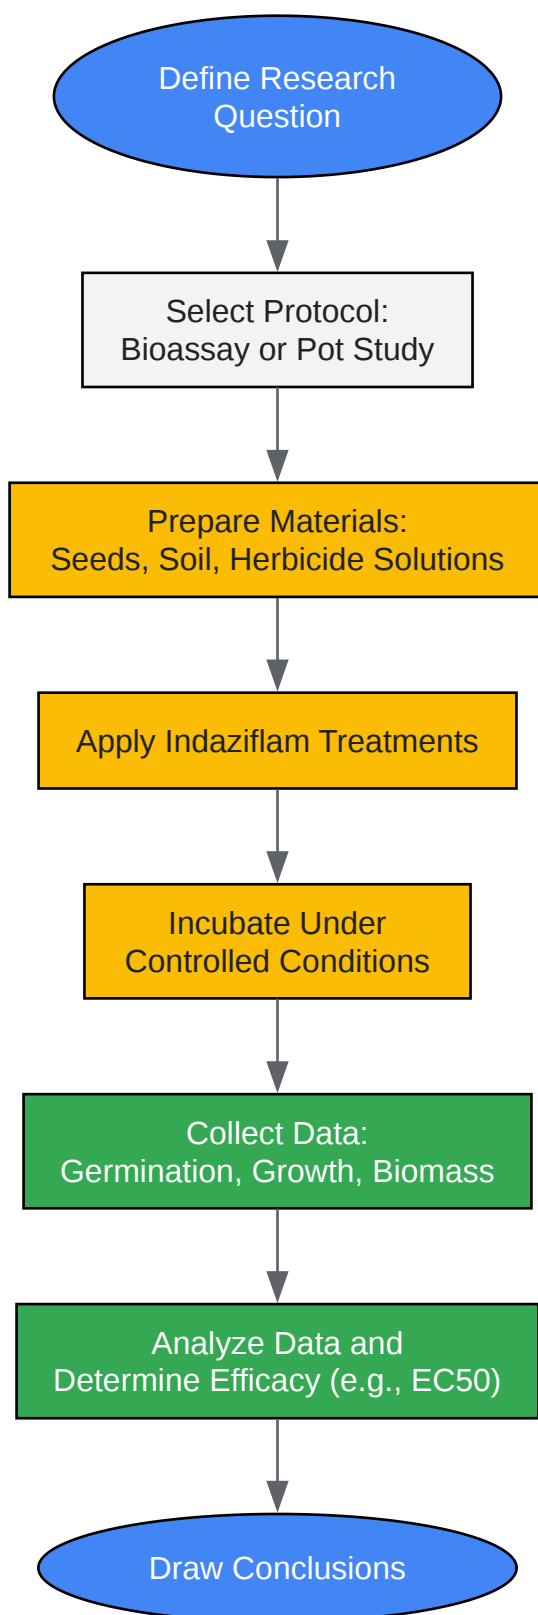 Define Research
Question
Select Protocol:
Bioassay or Pot Study
Prepare Materials:
Seeds, Soil, Herbicide Solutions
Apply Indaziflam Treatments
Incubate Under
Controlled Conditions
Collect Data:
Germination, Growth, Biomass
Analyze Data and
Determine Efficacy (e.g., EC50)
Draw Conclusions